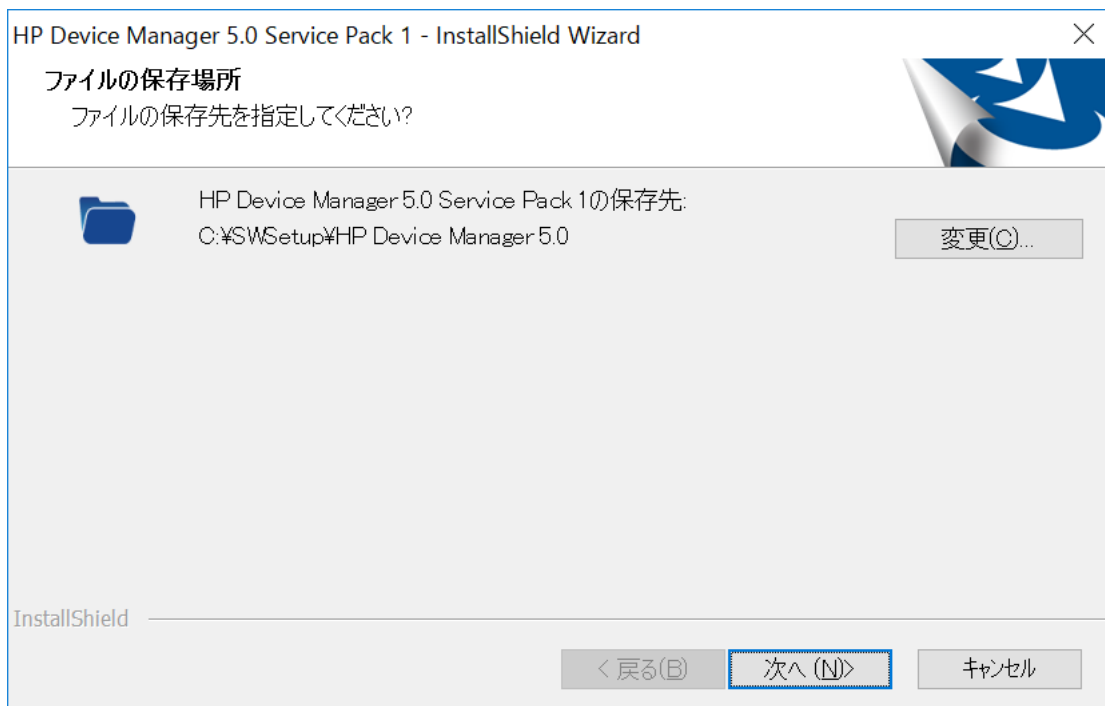 HP Device Manager 5.0 Service Pack 1 - InstallShield Wizard
ファイルの保存場所
ファイルの保存先を指定してください?
HP Device Manager 5.0 Service Pack 1の保存先:
C:¥SWSetup¥HP Device Manager 5.0
変更(C)...
InstallShield
< 戻る(B)
次へ (N)>
キャンセル